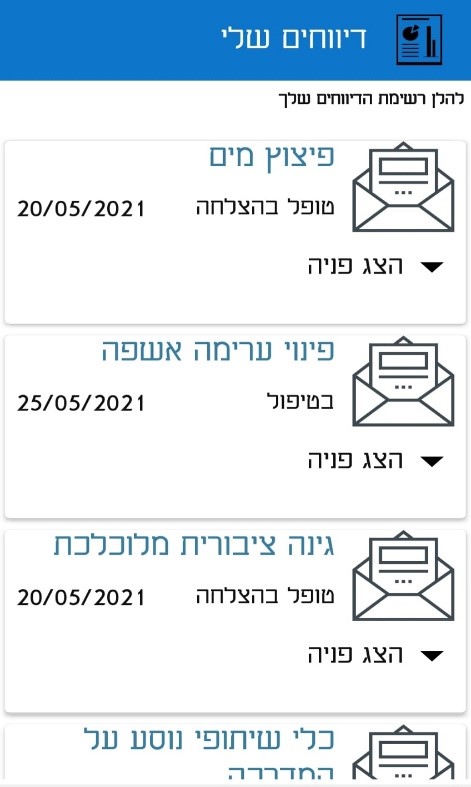 דיווחים שלי
להלן רשימת הדיווחים שלך
פיצוץ מים
טופל בהצלחה 20/05/2021
הצג פניה
פינוי ערימה אשפה
בטיפול 25/05/2021
הצג פניה
גינה ציבורית מלוכלכת
טופל בהצלחה 20/05/2021
הצג פניה
כלי שיתופי נוסע על
המדרכה